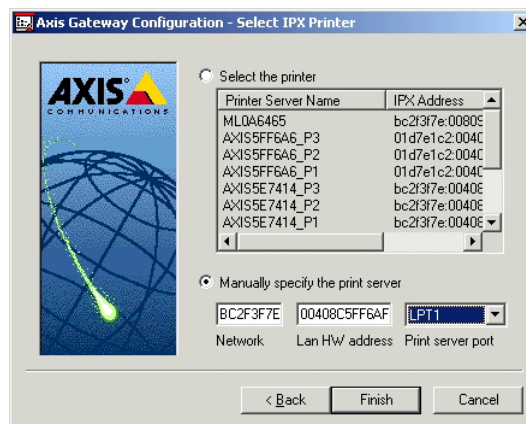 Axis Gateway Configuration - Select IPX Printer
AXIS
COMMUNICATIONS
Select the printer
Printer Server Name IPX Address
ML0A6465 bc2f3f7e:00809
AXIS5FF6A6_P3 01d7e1c2:0040
AXIS5FF6A6_P2 01d7e1c2:0040
AXIS5FF6A6_P1 01d7e1c2:0040
AXIS5E7414_P3 bc2f3f7e:00408
AXIS5E7414_P2 bc2f3f7e:00408
AXIS5E7414_P1 bc2f3f7e:00408
Manually specify the print server
BC2F3F7E 00408C5FF6AF LPT1
Network Lan HW address Print server port
< Back Finish Cancel